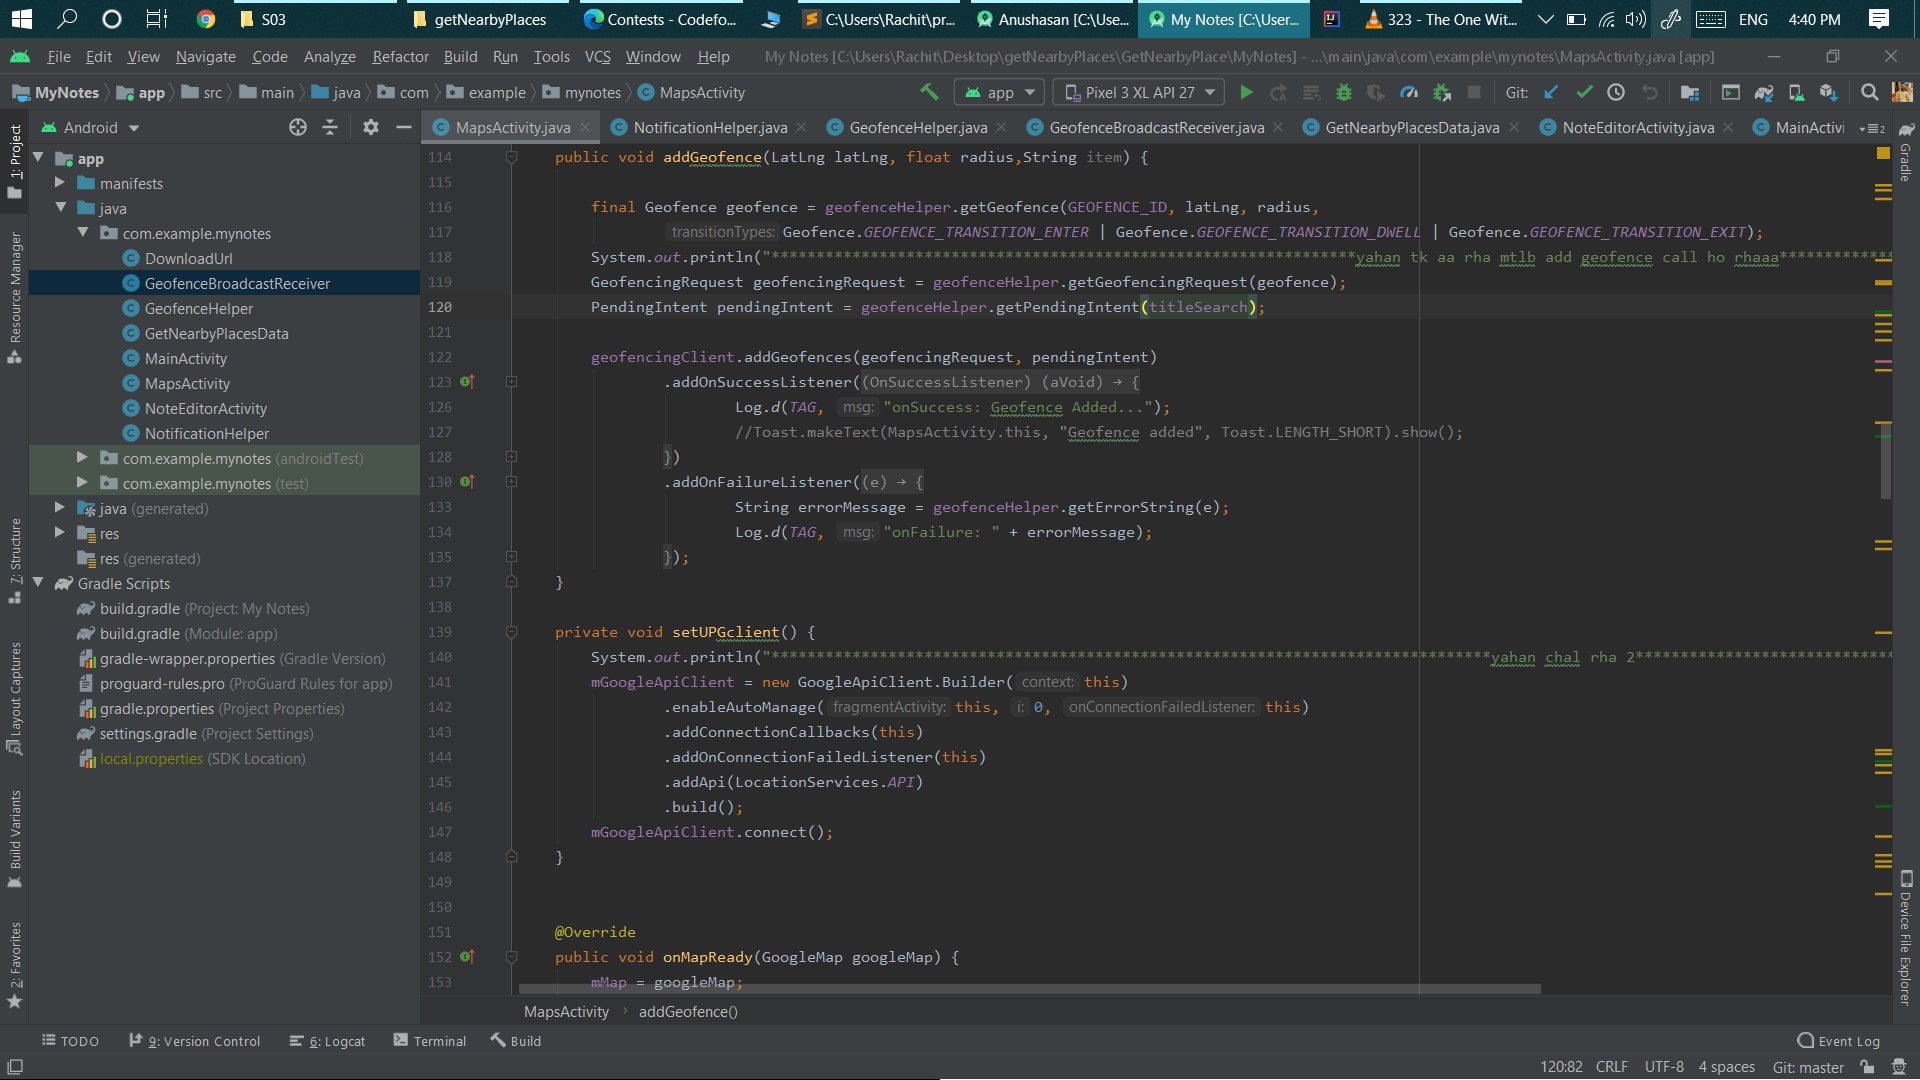 S03
getNearbyPlaces
Contests - Codefo...
C:\Users\Rachit\pr...
Anushasan [C:\Use...
My Notes [C:\User...
323 - The One Wit...
ENG
4:40 PM
File Edit View Navigate Code Analyze Refactor Build Run Tools VCS Window Help
My Notes [C:\Users\Rachit\Desktop\getNearbyPlaces\GetNearbyPlace\MyNotes] - ...\main\java\com\example\mynotes\MapsActivity.java [app]
MyNotes app src main java com example mynotes MapsActivity
app
Pixel 3 XL API 27
Git:
Android
MapsActivity.java
NotificationHelper.java
GeofenceHelper.java
GeofenceBroadcastReceiver.java
GetNearbyPlacesData.java
NoteEditorActivity.java
MainActivi
2
1: Project
Resource Manager
7: Structure
Layout Captures
Build Variants
2: Favorites
app
manifests
java
com.example.mynotes
DownloadUrl
GeofenceBroadcastReceiver
GeofenceHelper
GetNearbyPlacesData
MainActivity
MapsActivity
NoteEditorActivity
NotificationHelper
com.example.mynotes (androidTest)
com.example.mynotes (test)
java (generated)
res
res (generated)
Gradle Scripts
build.gradle (Project: My Notes)
build.gradle (Module: app)
gradle-wrapper.properties (Gradle Version)
proguard-rules.pro (ProGuard Rules for app)
gradle.properties (Project Properties)
settings.gradle (Project Settings)
local.properties (SDK Location)
114 public void addGeofence(LatLng latLng, float radius,String item) {
115
116 final Geofence geofence = geofenceHelper.getGeofence(GEOFENCE_ID, latLng, radius,
117 transitionTypes: Geofence.GEOFENCE_TRANSITION_ENTER | Geofence.GEOFENCE_TRANSITION_DWELL | Geofence.GEOFENCE_TRANSITION_EXIT);
118 System.out.println("*****************************************************************yahan tk aa rha mtlb add geofence call ho rhaaa*************
119 GeofencingRequest geofencingRequest = geofenceHelper.getGeofencingRequest(geofence);
120 PendingIntent pendingIntent = geofenceHelper.getPendingIntent(titleSearch);
121
122 geofencingClient.addGeofences(geofencingRequest, pendingIntent)
123 .addOnSuccessListener((OnSuccessListener) (aVoid) → {
126 Log.d(TAG, msg: "onSuccess: Geofence Added...");
127 //Toast.makeText(MapsActivity.this, "Geofence added", Toast.LENGTH_SHORT).show();
128 })
130 .addOnFailureListener((e) → {
133 String errorMessage = geofenceHelper.getErrorString(e);
134 Log.d(TAG, msg: "onFailure: " + errorMessage);
135 });
137 }
138
139 private void setUPGclient() {
140 System.out.println("********************************************************************************yahan chal rha 2*****************************
141 mGoogleApiClient = new GoogleApiClient.Builder( context: this)
142 .enableAutoManage( fragmentActivity: this, i: 0, onConnectionFailedListener: this)
143 .addConnectionCallbacks(this)
144 .addOnConnectionFailedListener(this)
145 .addApi(LocationServices.API)
146 .build();
147 mGoogleApiClient.connect();
148 }
149
150
151 @Override
152 public void onMapReady(GoogleMap googleMap) {
153 mMap = googleMap;
Gradle
Device File Explorer
MapsActivity addGeofence()
TODO 9: Version Control 6: Logcat Terminal Build Event Log
120:82 CRLF UTF-8 4 spaces Git: master